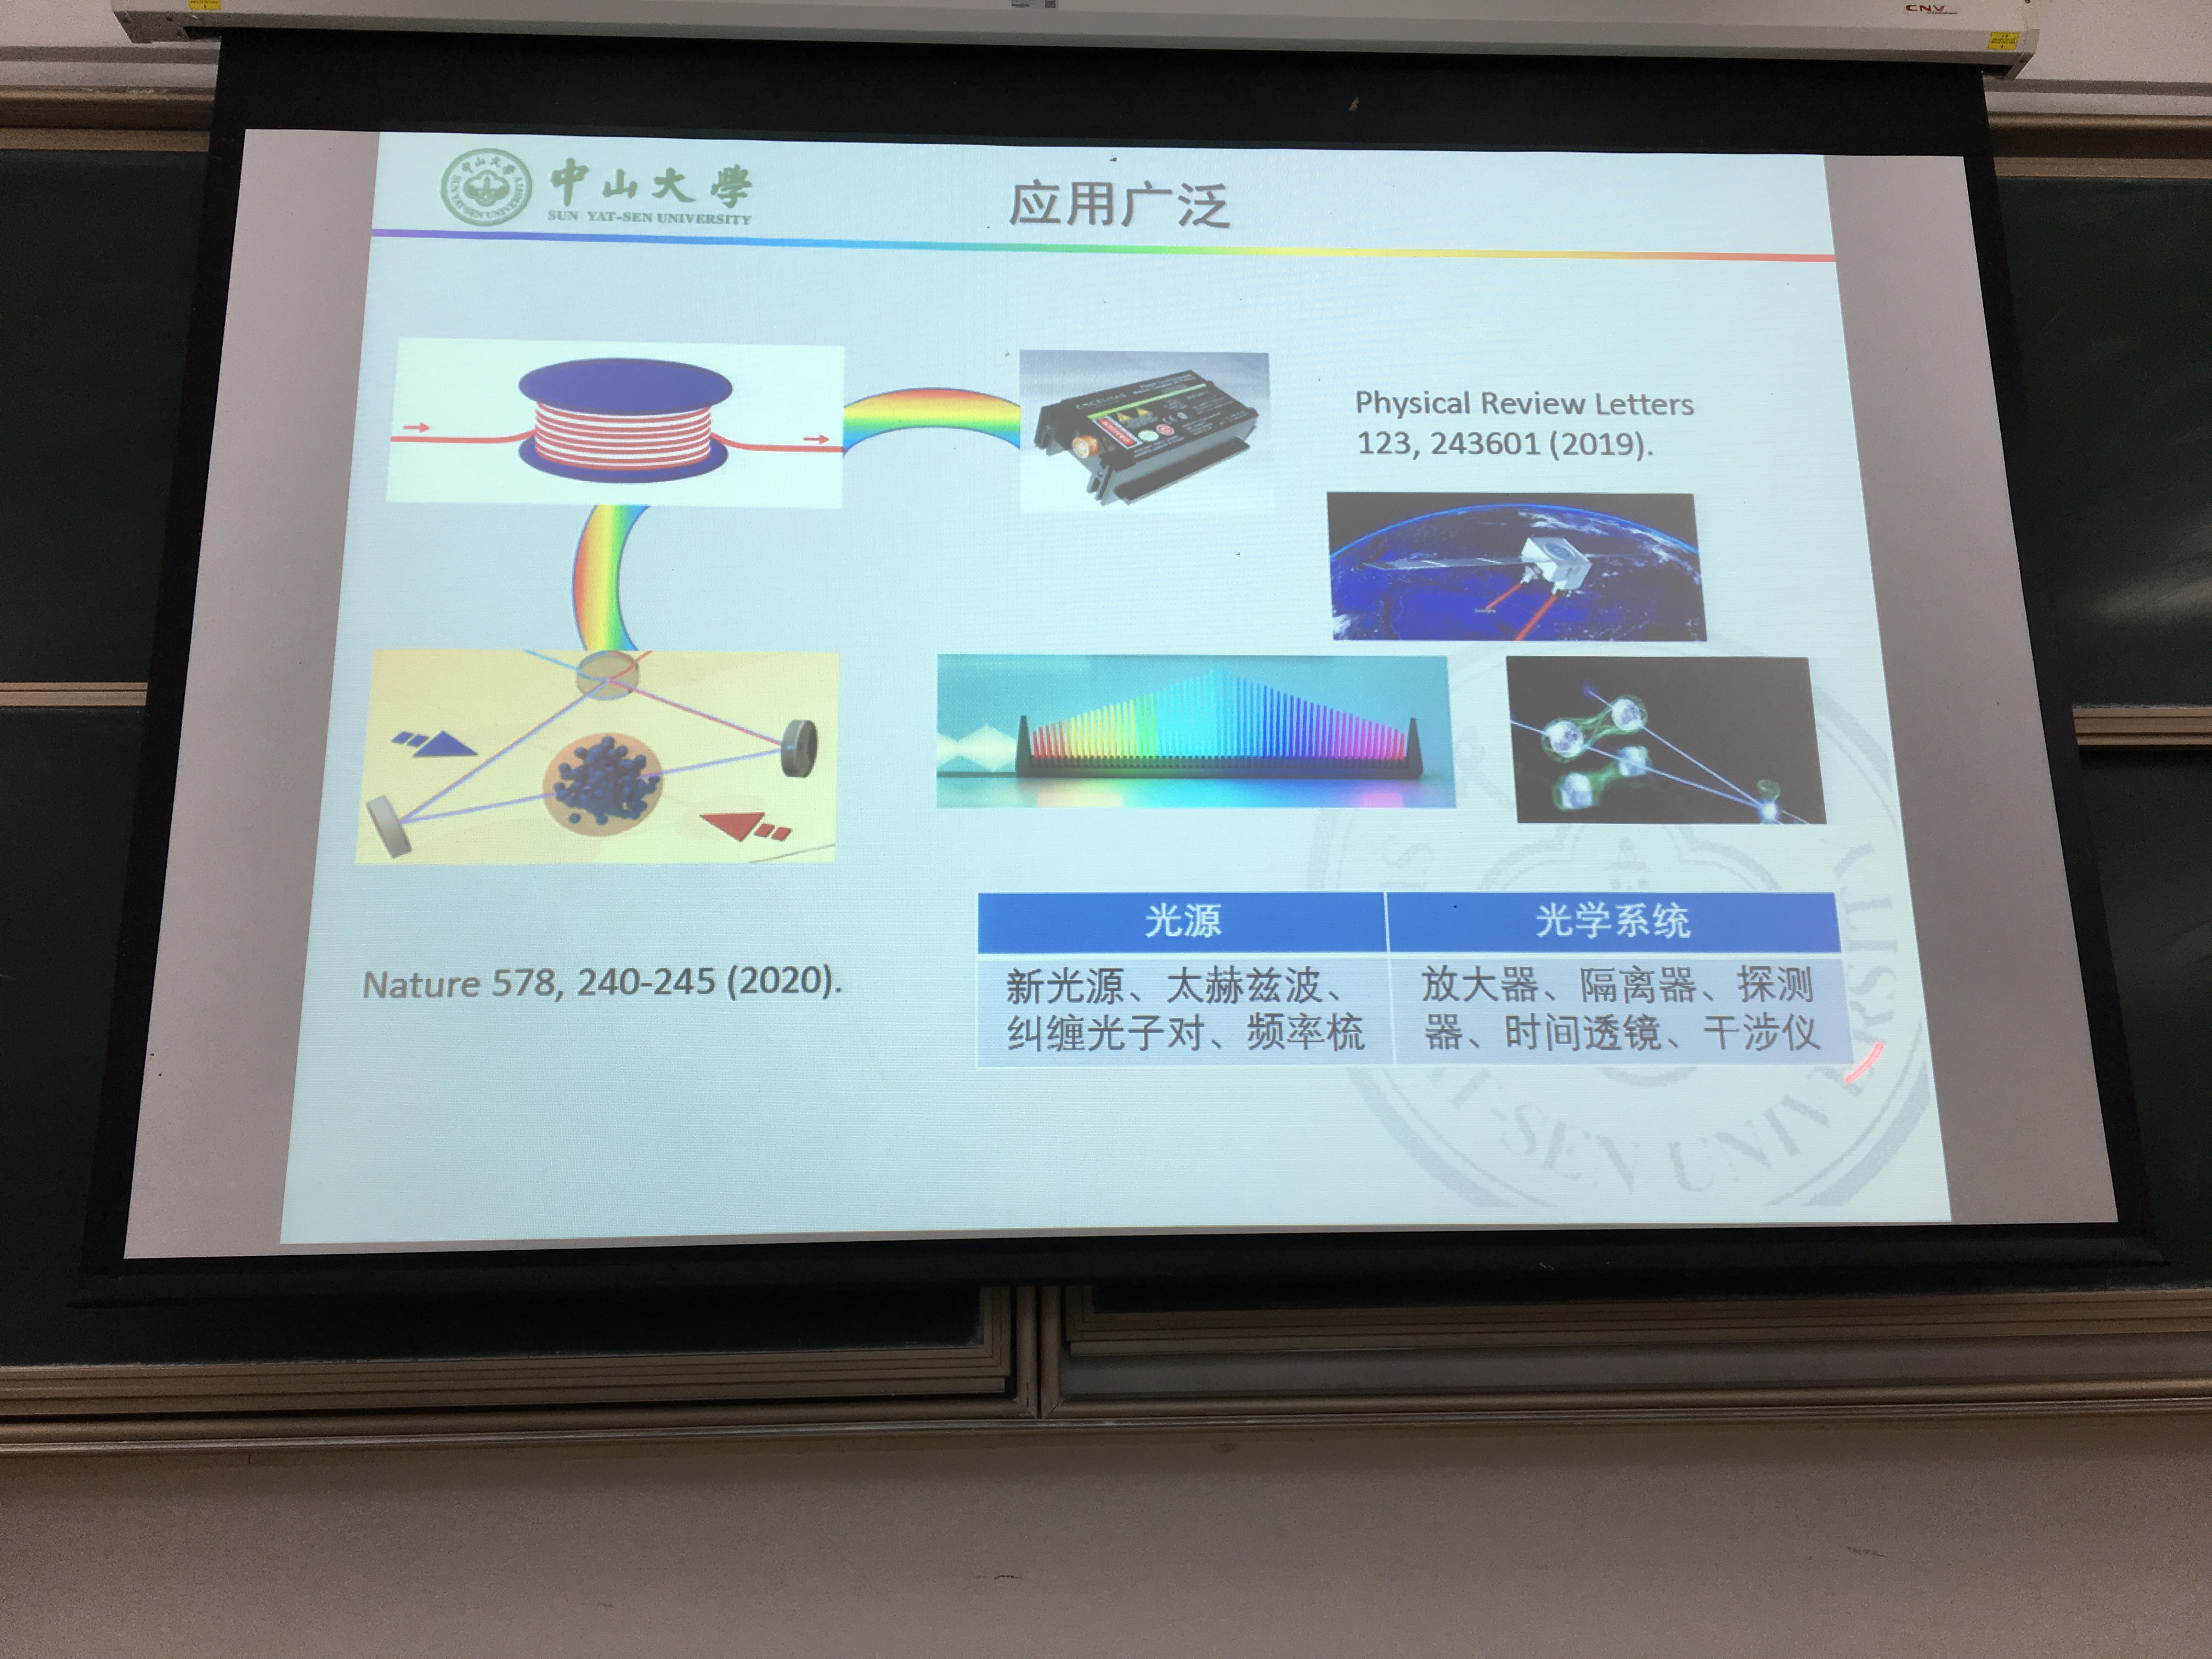 CNV
中山大學
SUN YAT-SEN UNIVERSITY
应用广泛
Physical Review Letters
123, 243601 (2019).
Nature 578, 240-245 (2020).
光源
光学系统
新光源、太赫兹波、
纠缠光子对、频率梳
放大器、隔离器、探测
器、时间透镜、干涉仪